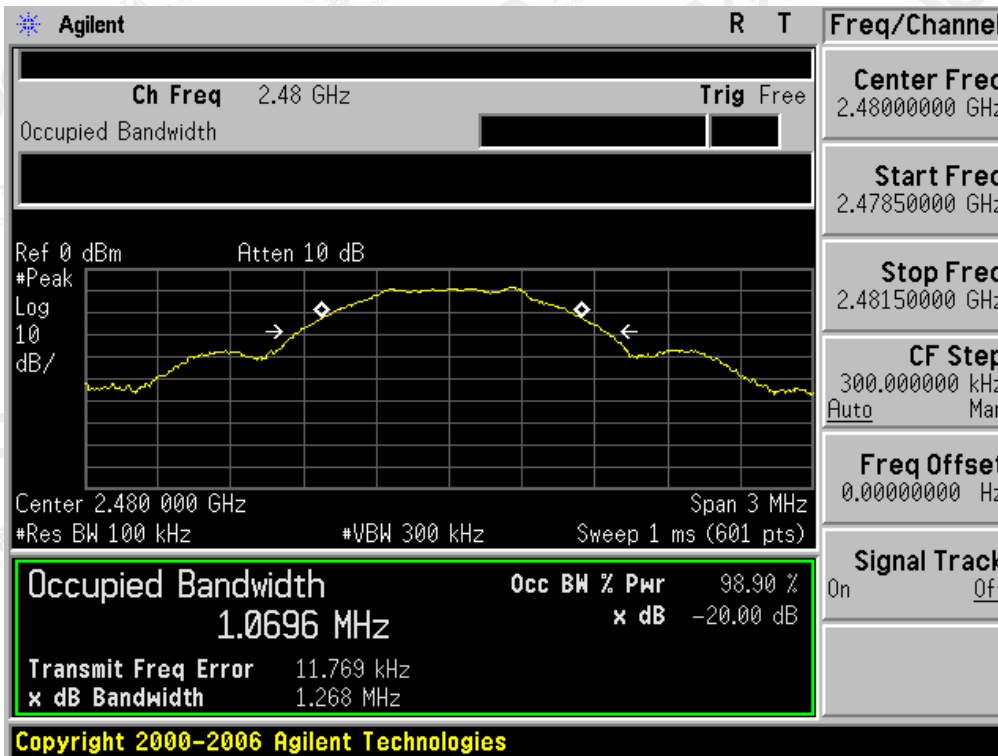 Agilent R T
Ch Freq 2.48 GHz Trig Free
Occupied Bandwidth
Ref 0 dBm Atten 10 dB
#Peak
Log
10
dB/
Center 2.480 000 GHz Span 3 MHz
#Res BW 100 kHz #VBW 300 kHz Sweep 1 ms (601 pts)
Occupied Bandwidth
1.0696 MHz
Occ BW % Pwr 98.90 %
x dB -20.00 dB
Transmit Freq Error 11.769 kHz
x dB Bandwidth 1.268 MHz
Copyright 2000-2006 Agilent Technologies
Freq/Channel
Center Freq
2.48000000 GHz
Start Freq
2.47850000 GHz
Stop Freq
2.48150000 GHz
CF Step
300.000000 kHz
Auto Man
Freq Offset
0.00000000 Hz
Signal Track
On Off